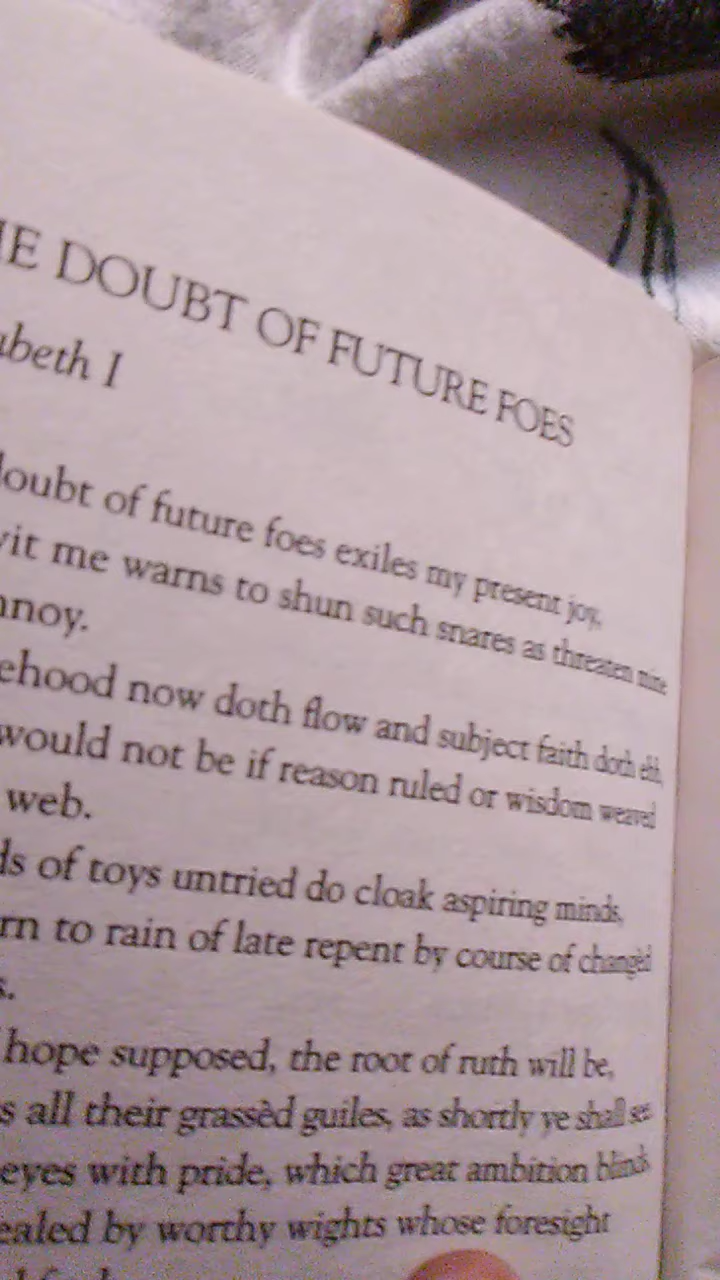 HE DOUBT OF FUTURE FOES
abeth I
doubt of future foes exiles my present joy,
wit me warns to shun such snares as threaten mine
nnoy.
ehood now doth flow and subject faith doth ebb,
would not be if reason ruled or wisdom weaved
web.
ds of toys untried do cloak aspiring minds,
rn to rain of late repent by course of changèd
s.
hope supposed, the root of ruth will be,
s all their grassèd guiles, as shortly ye shall see.
eyes with pride, which great ambition blinds
ealed by worthy wights whose foresight